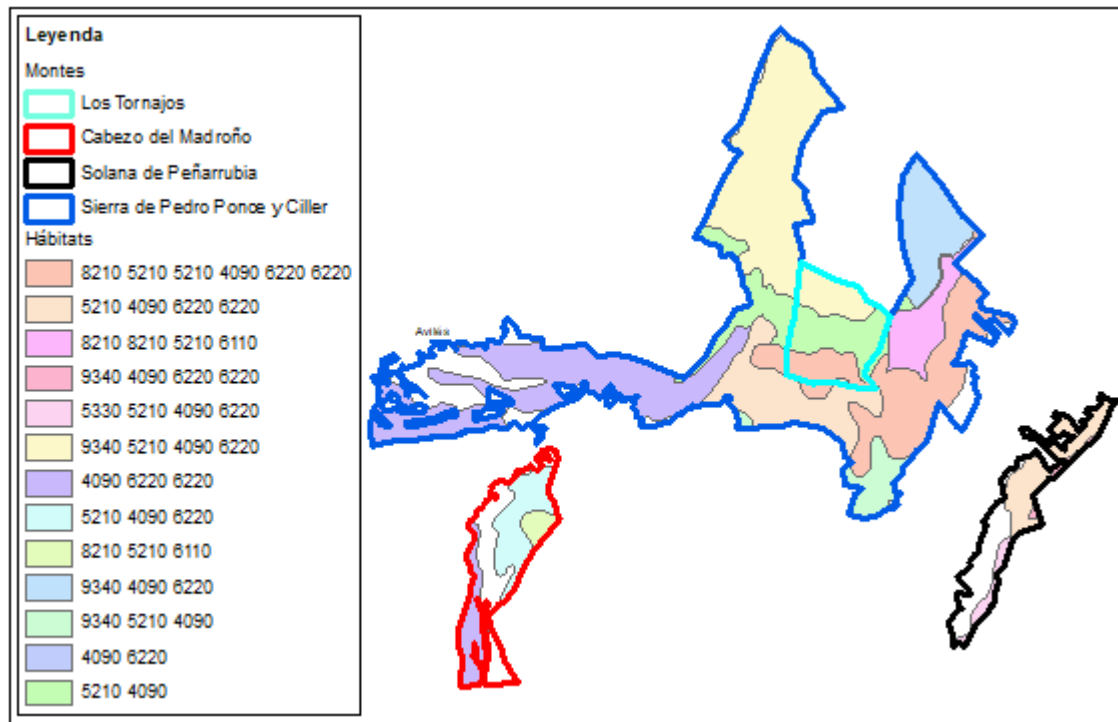 Leyenda
Montes
Los Tornajos
Cabezo del Madroño
Solana de Peñarrubia
Sierra de Pedro Ponce y Ciller
Hábitats
8210 5210 5210 4090 6220 6220
5210 4090 6220 6220
8210 8210 5210 6110
9340 4090 6220 6220
5330 5210 4090 6220
9340 5210 4090 6220
4090 6220 6220
5210 4090 6220
8210 5210 6110
9340 4090 6220
9340 5210 4090
4090 6220
5210 4090
Avilés